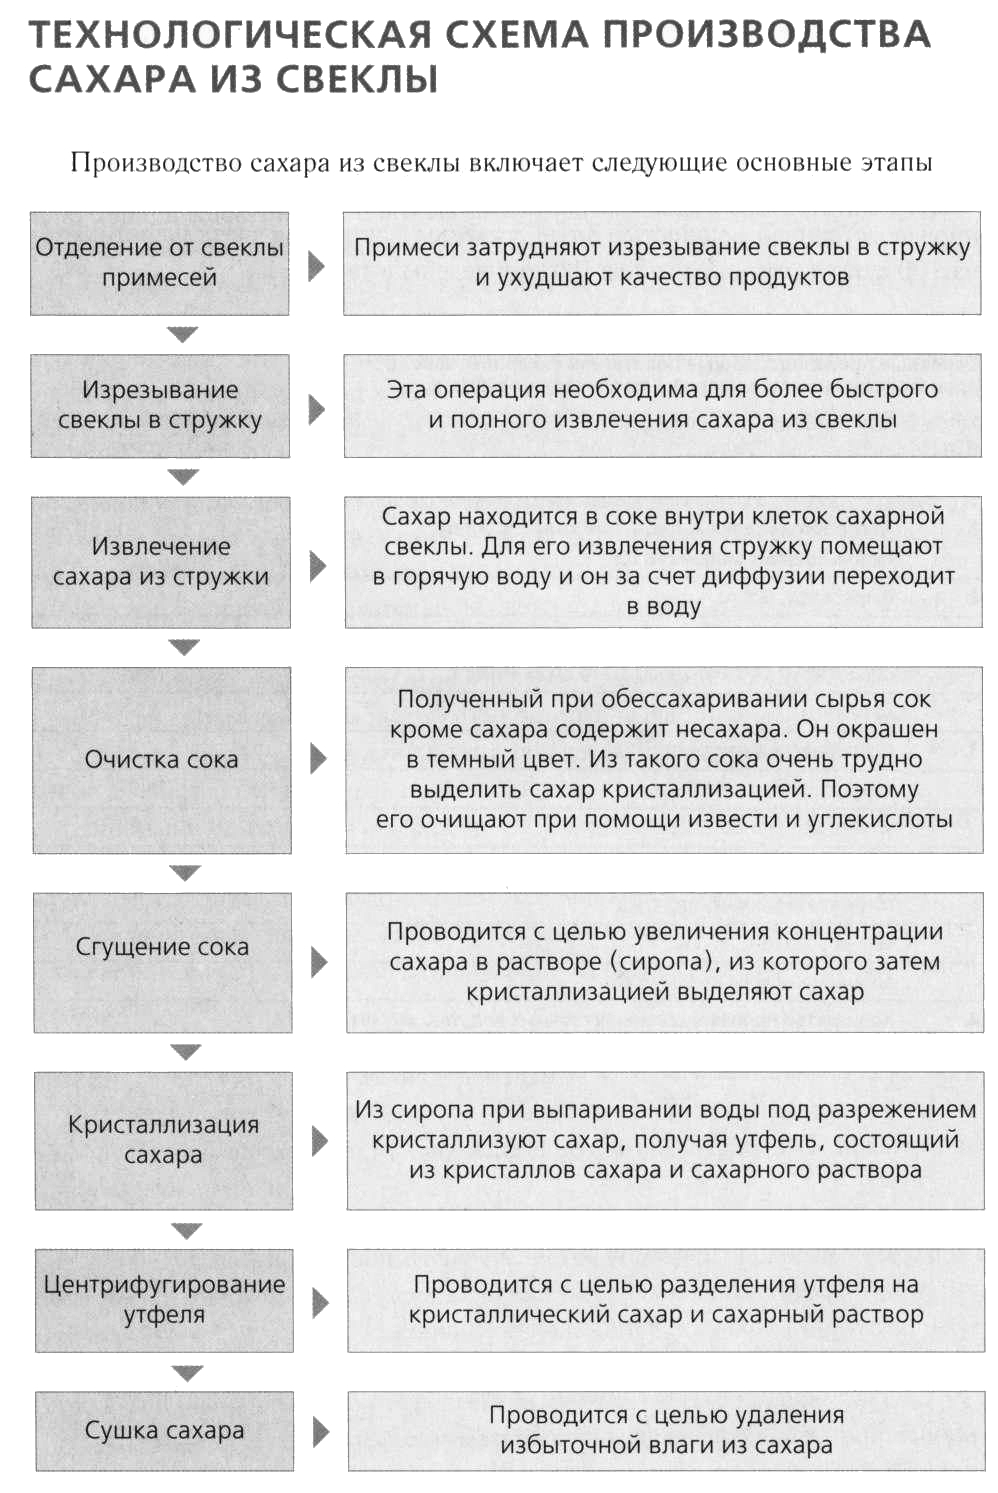 ТЕХНОЛОГИЧЕСКАЯ СХЕМА ПРОИЗВОДСТВА
САХАРА ИЗ СВЕКЛЫ
Производство сахара из свеклы включает следующие основные этапы
Отделение от свеклы
примесей
Примеси затрудняют изрезывание свеклы в стружку
и ухудшают качество продуктов
Изрезывание
свеклы в стружку
Эта операция необходима для более быстрого
и полного извлечения сахара из свеклы
Извлечение
сахара из стружки
Сахар находится в соке внутри клеток сахарной
свеклы. Для его извлечения стружку помещают
в горячую воду и он за счет диффузии переходит
в воду
Очистка сока
Полученный при обессахаривании сырья сок
кроме сахара содержит несахара. Он окрашен
в темный цвет. Из такого сока очень трудно
выделить сахар кристаллизацией. Поэтому
его очищают при помощи извести и углекислоты
Сгущение сока
Проводится с целью увеличения концентрации
сахара в растворе (сиропа), из которого затем
кристаллизацией выделяют сахар
Кристаллизация
сахара
Из сиропа при выпаривании воды под разрежением
кристаллизуют сахар, получая утфель, состоящий
из кристаллов сахара и сахарного раствора
Центрифугирование
утфеля
Проводится с целью разделения утфеля на
кристаллический сахар и сахарный раствор
Сушка сахара
Проводится с целью удаления
избыточной влаги из сахара